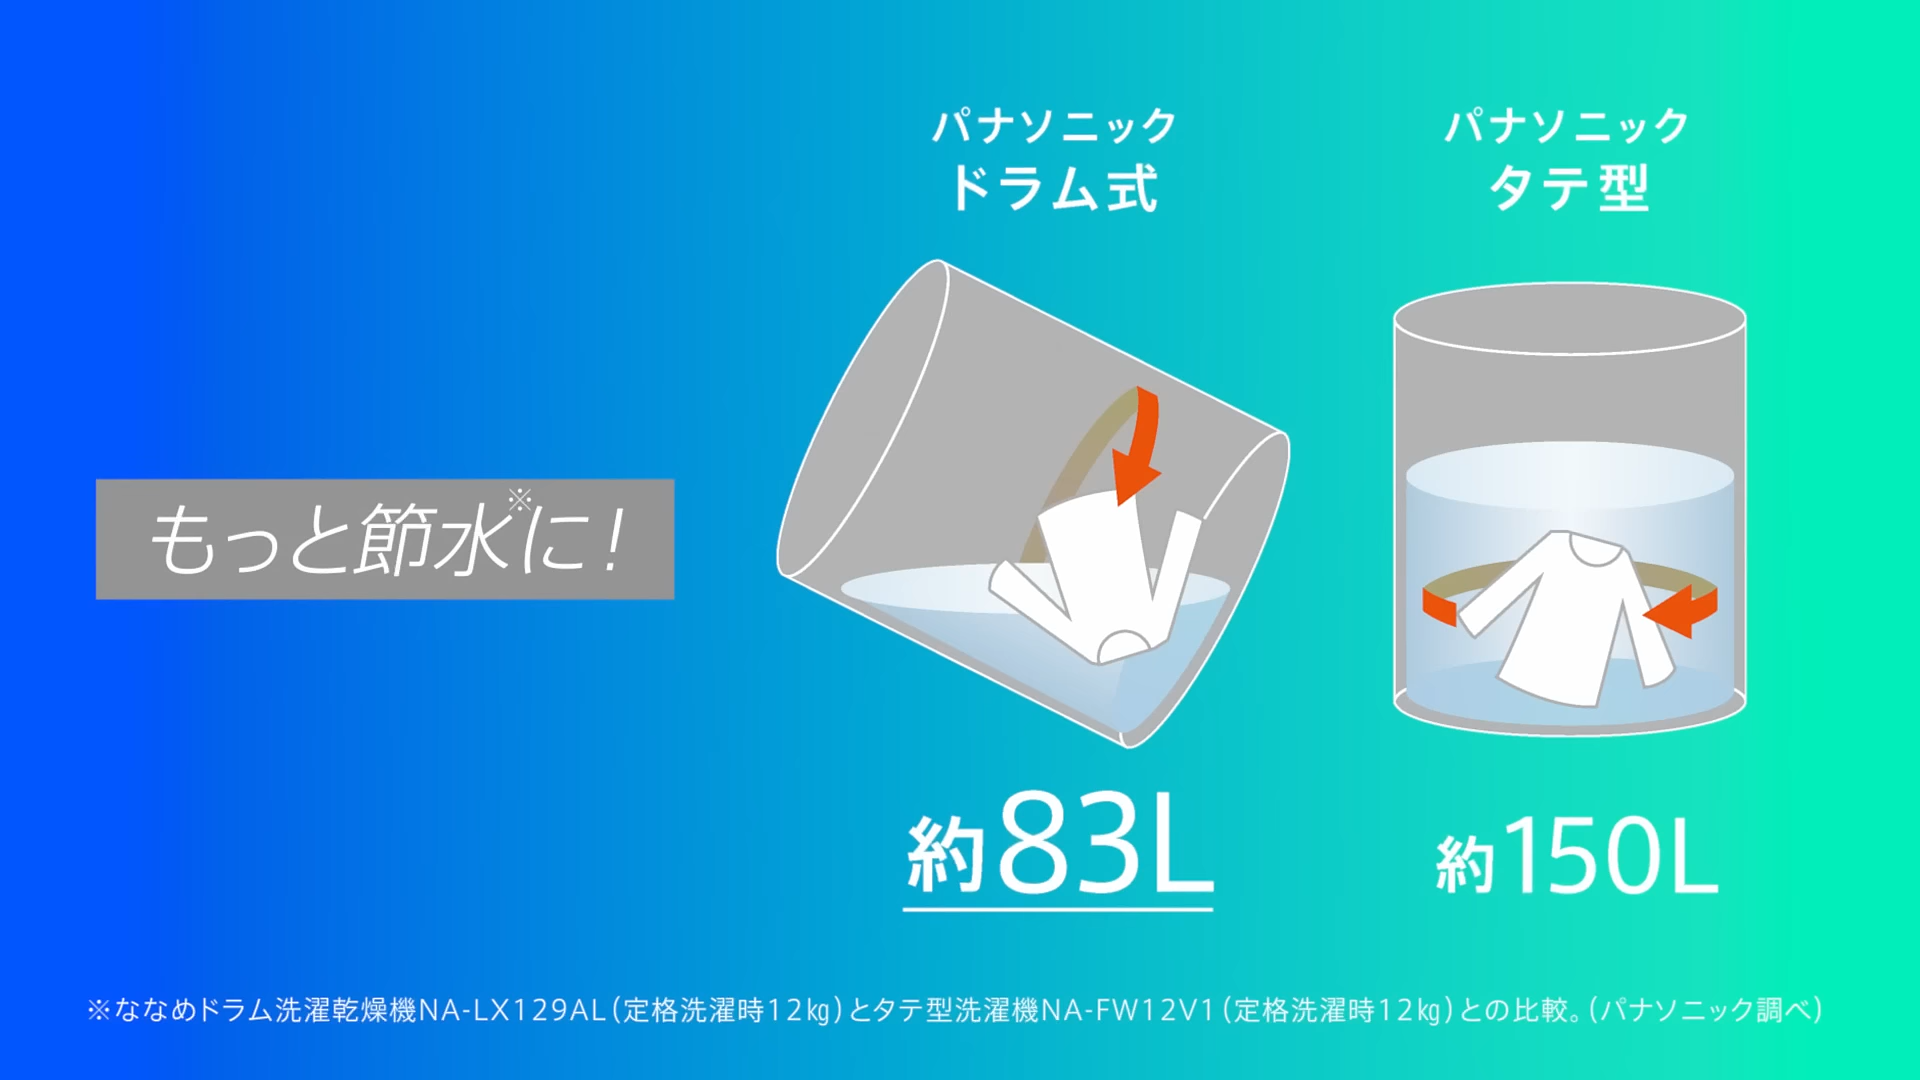 もっと節水※に!
パナソニック
ドラム式
約83L
パナソニック
タテ型
約150L
※ななめドラム洗濯乾燥機NA-LX129AL(定格洗濯時12kg)とタテ型洗濯機NA-FW12V1(定格洗濯時12kg)との比較。(パナソニック調べ)